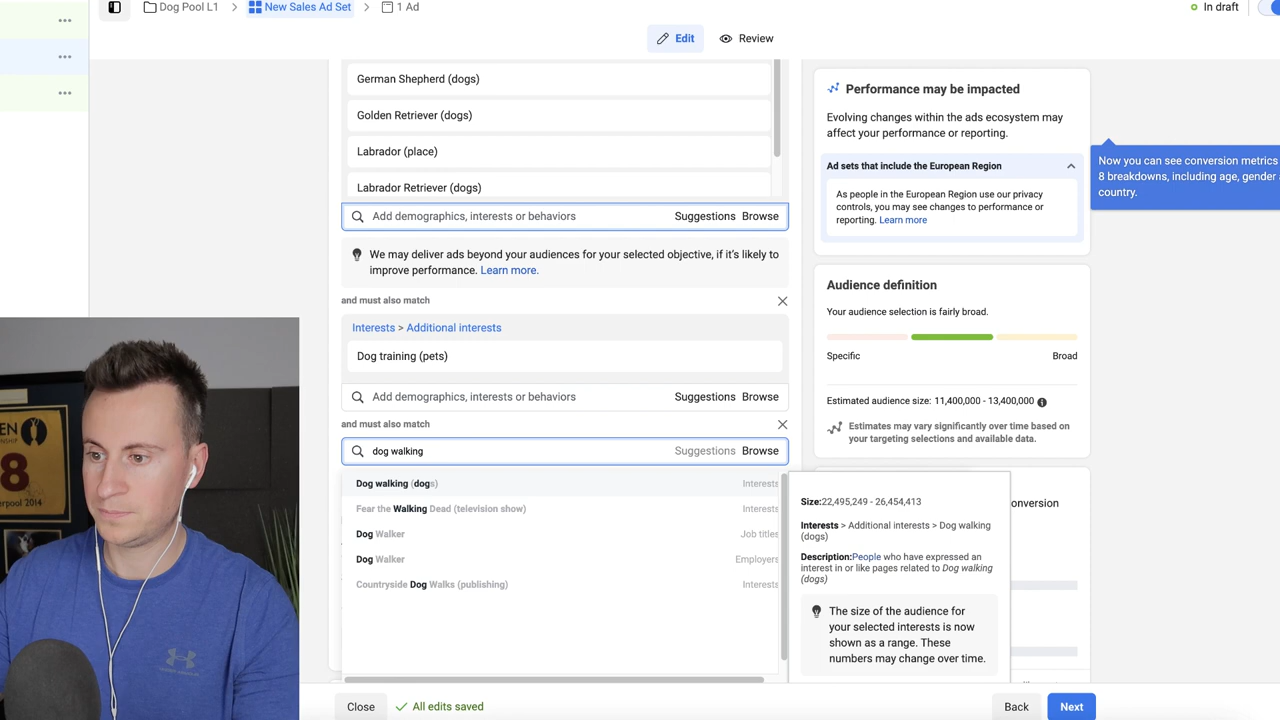 Dog Pool L1
New Sales Ad Set
1 Ad
In draft
Edit
Review
German Shepherd (dogs)
Golden Retriever (dogs)
Labrador (place)
Labrador Retriever (dogs)
Add demographics, interests or behaviors
Suggestions
Browse
We may deliver ads beyond your audiences for your selected objective, if it's likely to
improve performance. Learn more.
and must also match
Interests > Additional interests
Dog training (pets)
Add demographics, interests or behaviors
Suggestions
Browse
and must also match
dog walking
Suggestions
Browse
Dog walking (dogs) Interests
Fear the Walking Dead (television show) Interests
Dog Walker Job titles
Dog Walker Employers
Countryside Dog Walks (publishing) Interests
Size:22,495,249 - 26,454,413
Interests > Additional interests > Dog walking
(dogs)
Description:People who have expressed an
interest in or like pages related to Dog walking
(dogs)
The size of the audience for
your selected interests is now
shown as a range. These
numbers may change over time.
Performance may be impacted
Evolving changes within the ads ecosystem may
affect your performance or reporting.
Ad sets that include the European Region
As people in the European Region use our privacy
controls, you may see changes to performance or
reporting. Learn more
Now you can see conversion metrics
8 breakdowns, including age, gender
country.
Audience definition
Your audience selection is fairly broad.
Specific
Broad
Estimated audience size: 11,400,000 - 13,400,000
Estimates may vary significantly over time based on
your targeting selections and available data.
onversion
Close
All edits saved
Back
Next
EN
8
erpool 2014